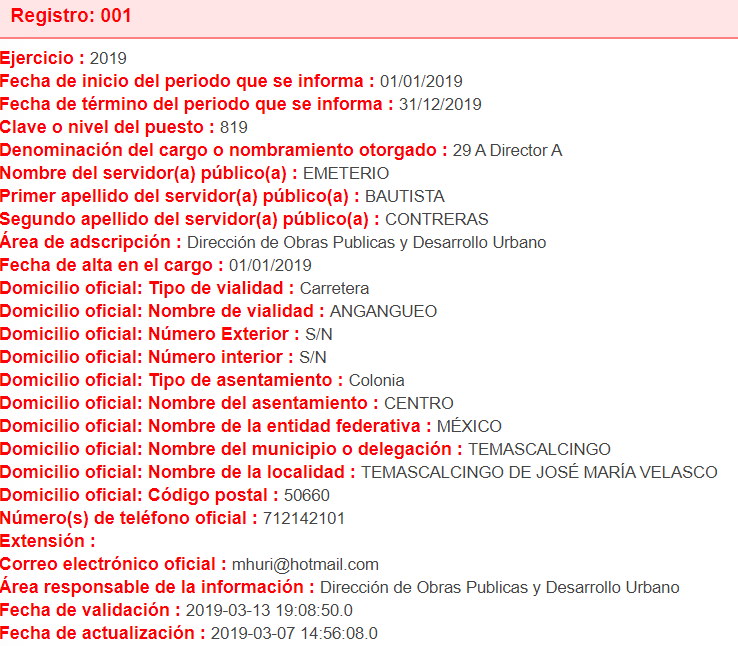 Registro: 001
Ejercicio : 2019
Fecha de inicio del periodo que se informa : 01/01/2019
Fecha de término del periodo que se informa : 31/12/2019
Clave o nivel del puesto : 819
Denominación del cargo o nombramiento otorgado : 29 A Director A
Nombre del servidor(a) público(a) : EMETERIO
Primer apellido del servidor(a) público(a) : BAUTISTA
Segundo apellido del servidor(a) público(a) : CONTRERAS
Área de adscripción : Dirección de Obras Publicas y Desarrollo Urbano
Fecha de alta en el cargo : 01/01/2019
Domicilio oficial: Tipo de vialidad : Carretera
Domicilio oficial: Nombre de vialidad : ANGANGUEO
Domicilio oficial: Número Exterior : S/N
Domicilio oficial: Número interior : S/N
Domicilio oficial: Tipo de asentamiento : Colonia
Domicilio oficial: Nombre del asentamiento : CENTRO
Domicilio oficial: Nombre de la entidad federativa : MÉXICO
Domicilio oficial: Nombre del municipio o delegación : TEMASCALCINGO
Domicilio oficial: Nombre de la localidad : TEMASCALCINGO DE JOSÉ MARÍA VELASCO
Domicilio oficial: Código postal : 50660
Número(s) de teléfono oficial : 712142101
Extensión :
Correo electrónico oficial : mhuri@hotmail.com
Área responsable de la información : Dirección de Obras Publicas y Desarrollo Urbano
Fecha de validación : 2019-03-13 19:08:50.0
Fecha de actualización : 2019-03-07 14:56:08.0